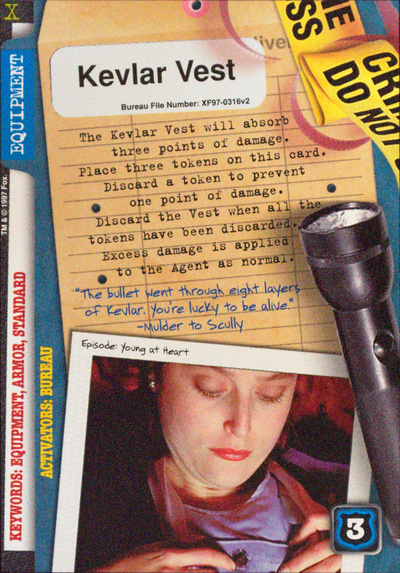 X
EQUIPMENT
TM & © 1997 Fox.
KEYWORDS: EQUIPMENT, ARMOR, STANDARD
ACTIVATORS: BUREAU
Kevlar Vest
Bureau File Number: XF97-0316v2
The Kevlar Vest will absorb
three points of damage.
Place three tokens on this card.
Discard a token to prevent
one point of damage.
Discard the Vest when all the
tokens have been discarded.
Excess damage is applied
to the Agent as normal.
"The bullet went through eight layers
of Kevlar. You're lucky to be alive."
-Mulder to Scully
Episode: Young at Heart
3
DO NOT